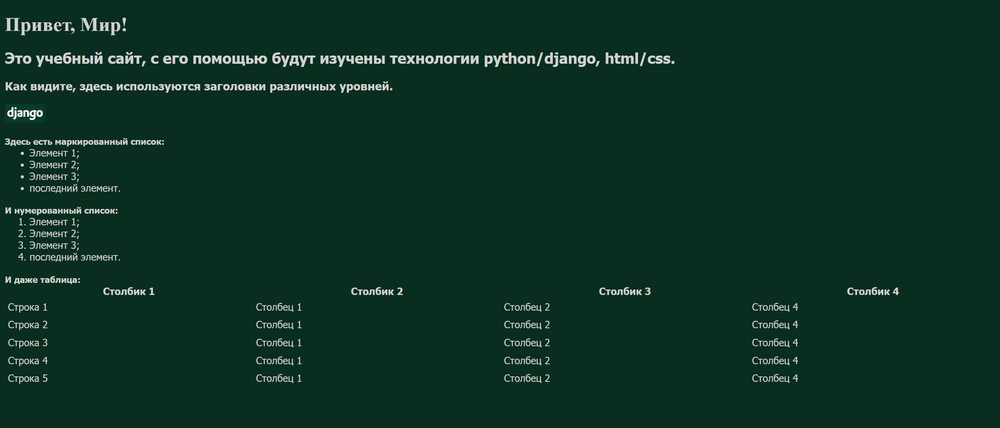 Привет, Мир!
Это учебный сайт, с его помощью будут изучены технологии python/django, html/css.
Как видите, здесь используются заголовки различных уровней.
django
Здесь есть маркированный список:
• Элемент 1;
• Элемент 2;
• Элемент 3;
• последний элемент.
И нумерованный список:
1. Элемент 1;
2. Элемент 2;
3. Элемент 3;
4. последний элемент.
И даже таблица:
Столбик 1 Столбик 2 Столбик 3 Столбик 4
Строка 1 Столбец 1 Столбец 2 Столбец 4
Строка 2 Столбец 1 Столбец 2 Столбец 4
Строка 3 Столбец 1 Столбец 2 Столбец 4
Строка 4 Столбец 1 Столбец 2 Столбец 4
Строка 5 Столбец 1 Столбец 2 Столбец 4